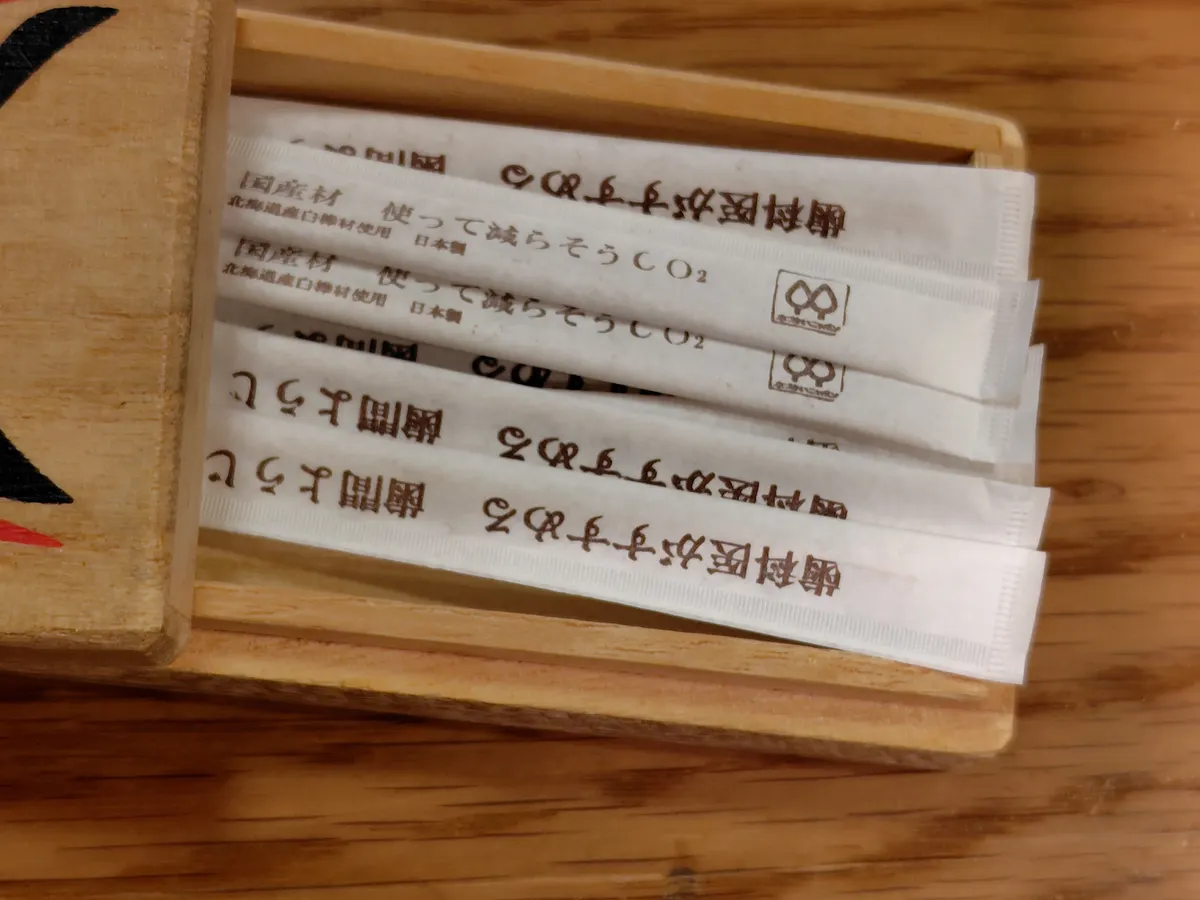 歯科医がすすめる 歯間
国産材 使って減らそうCO₂
北海道産白樺材使用 日本製
国産材 使って減らそうCO₂
北海道産白樺材使用 日本製
歯科医がすすめる 歯間ようじ
歯科医がすすめる 歯間ようじ